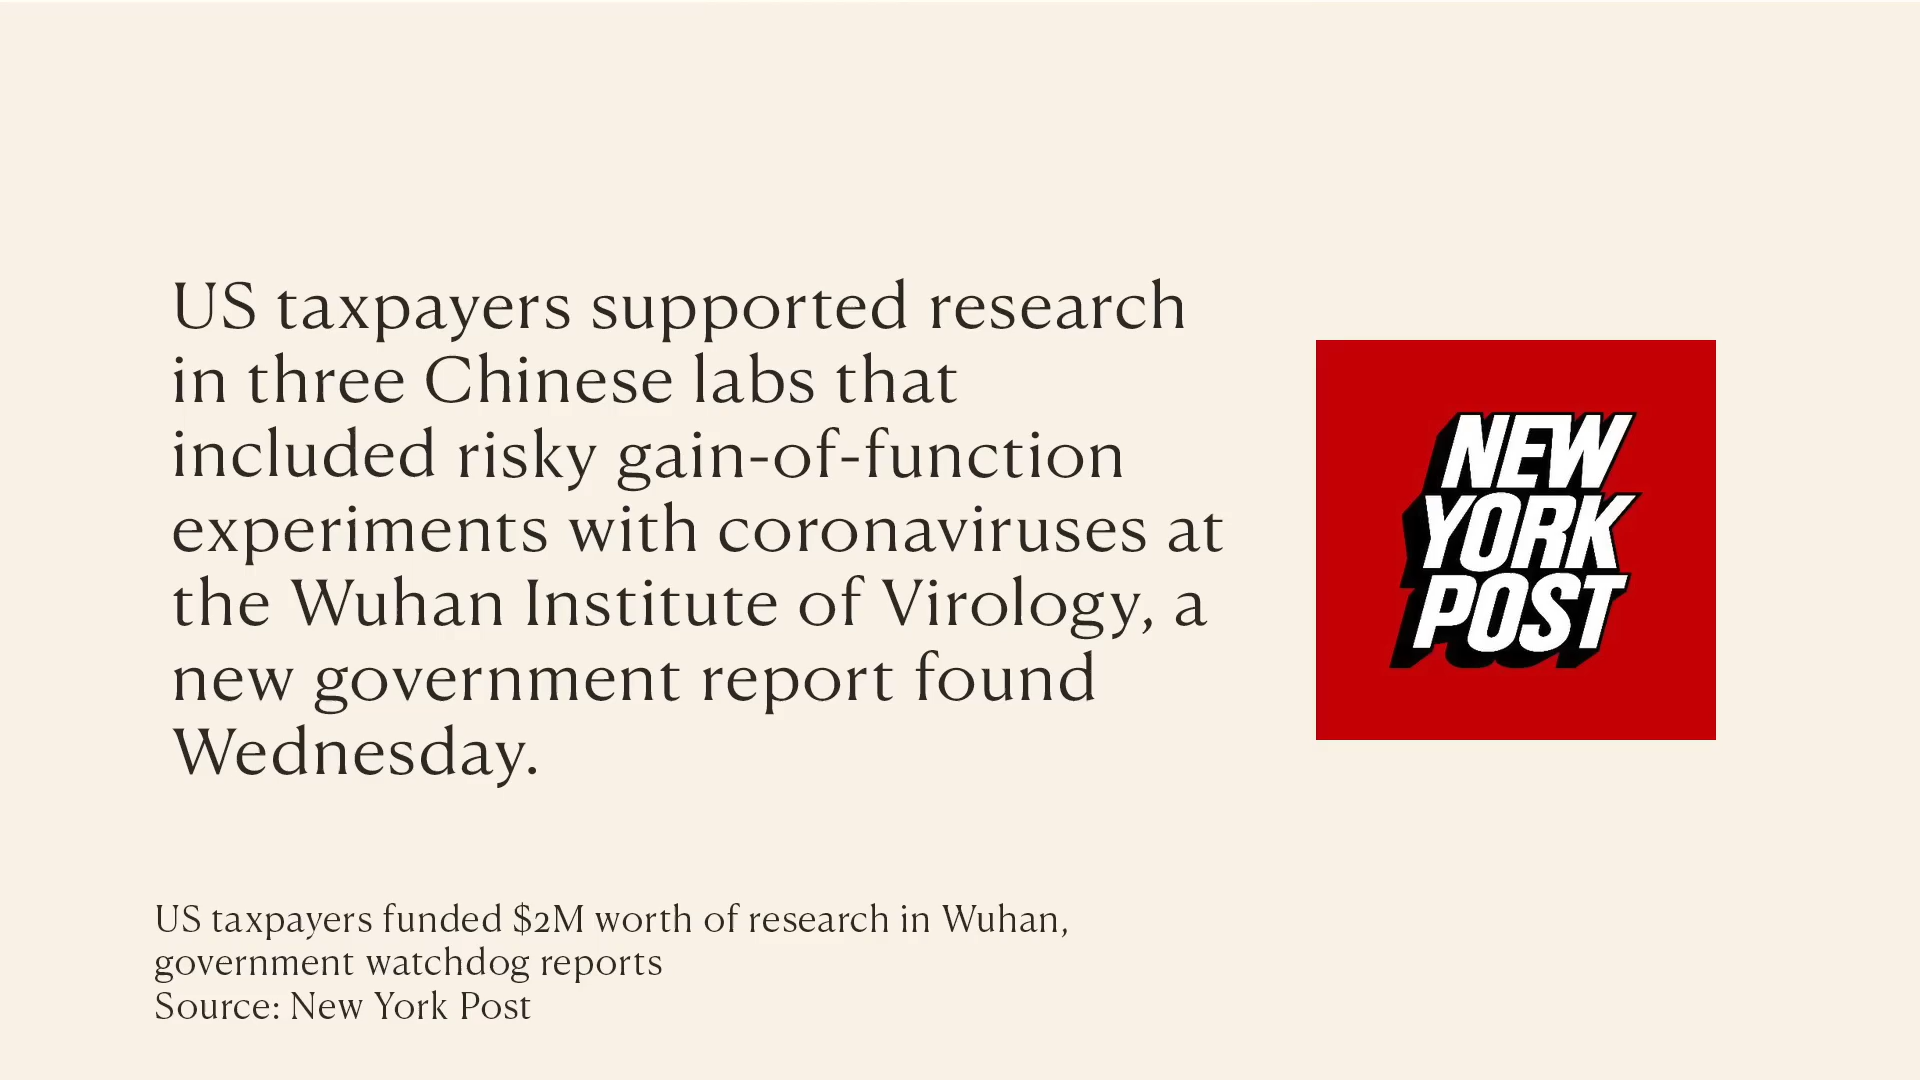 US taxpayers supported research
in three Chinese labs that
included risky gain-of-function
experiments with coronaviruses at
the Wuhan Institute of Virology, a
new government report found
Wednesday.
NEW
YORK
POST
US taxpayers funded $2M worth of research in Wuhan,
government watchdog reports
Source: New York Post